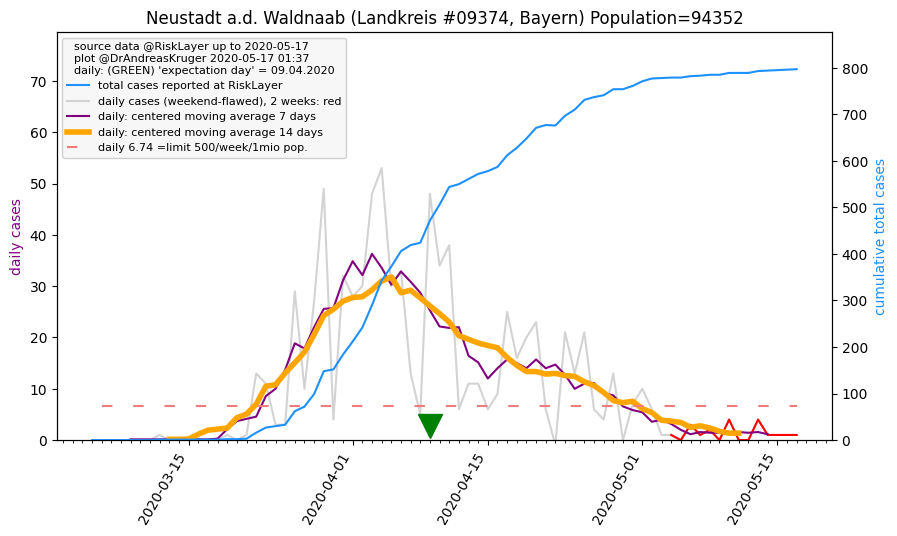 Neustadt a.d. Waldnaab (Landkreis #09374, Bayern) Population=94352
source data @RiskLayer up to 2020-05-17
plot @DrAndreasKruger 2020-05-17 01:37
daily: (GREEN) 'expectation day' = 09.04.2020
total cases reported at RiskLayer
daily cases (weekend-flawed), 2 weeks: red
daily: centered moving average 7 days
daily: centered moving average 14 days
daily 6.74 =limit 500/week/1mio pop.
daily cases
0
10
20
30
40
50
60
70
cumulative total cases
0
100
200
300
400
500
600
700
800
2020-03-15
2020-04-01
2020-04-15
2020-05-01
2020-05-15